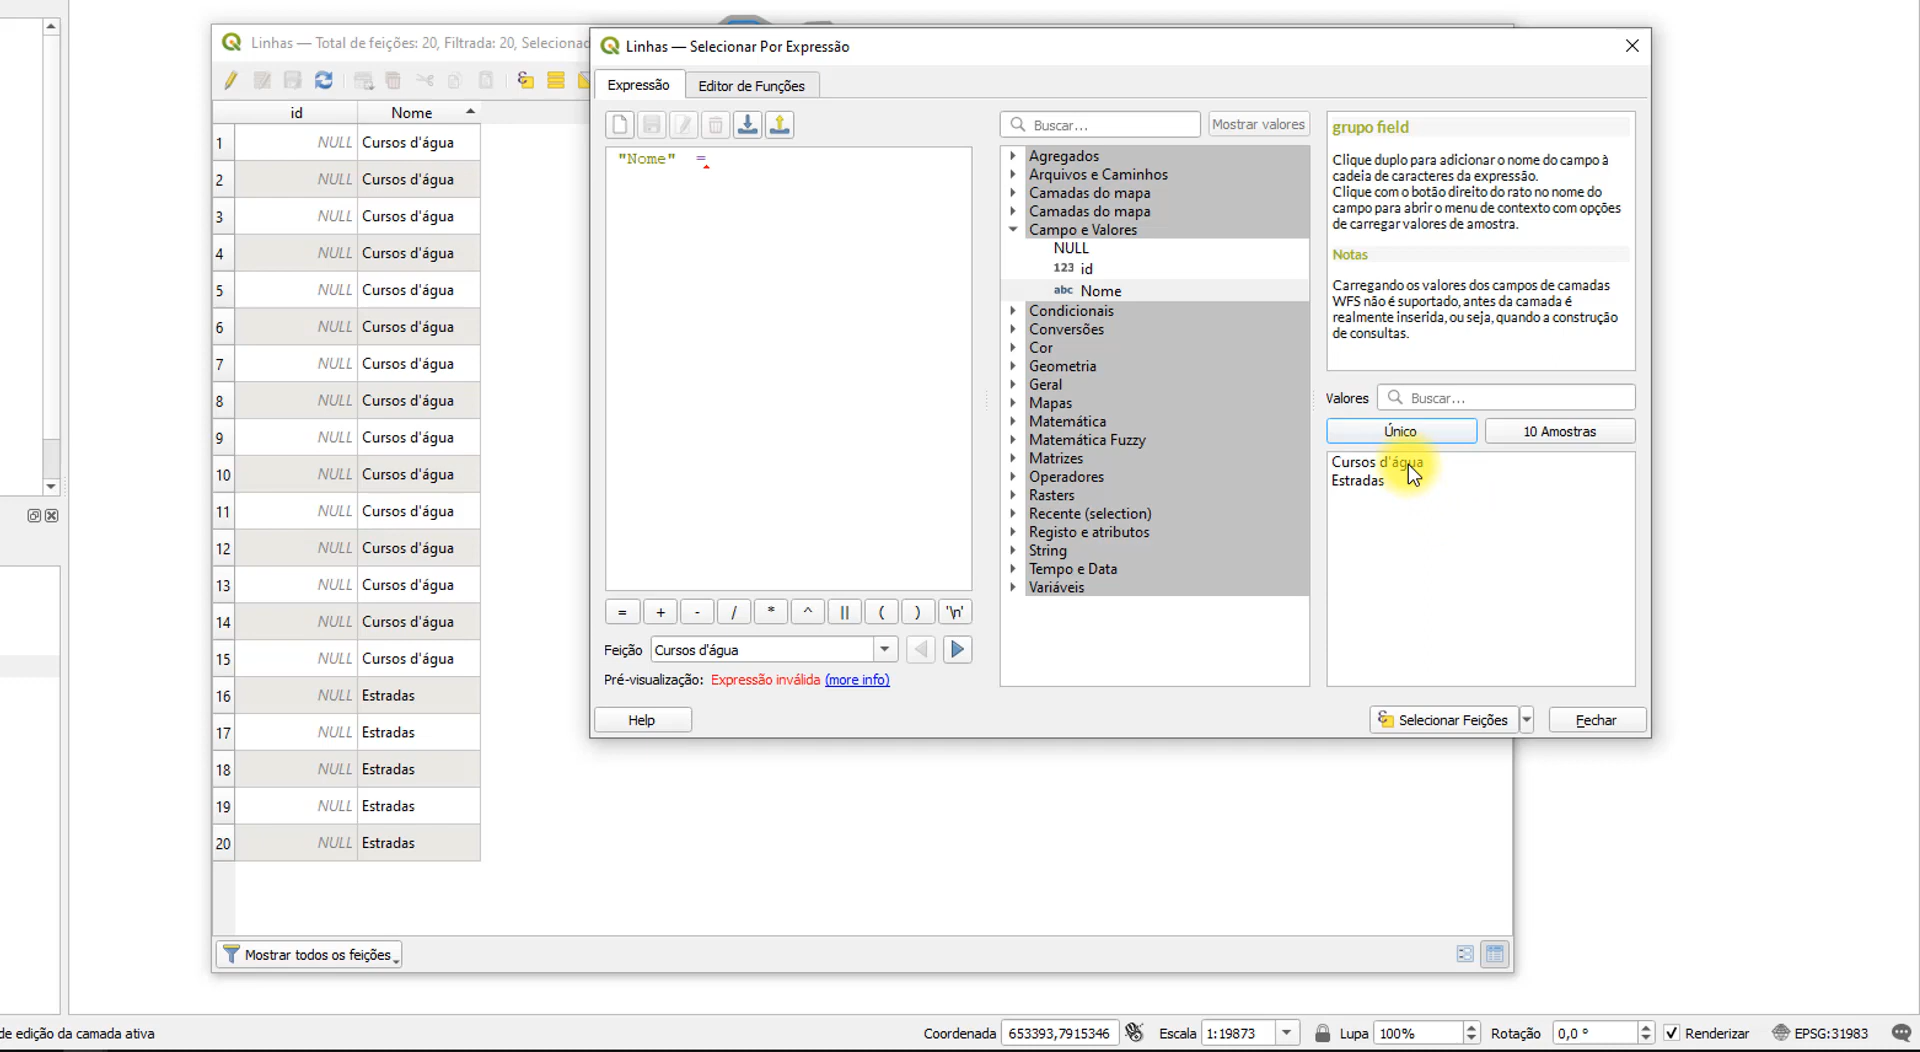 Linhas — Total de feições: 20, Filtrada: 20, Selecionad
Linhas — Selecionar Por Expressão
Expressão
Editor de Funções
id
Nome
1 NULL Cursos d'água
2 NULL Cursos d'água
3 NULL Cursos d'água
4 NULL Cursos d'água
5 NULL Cursos d'água
6 NULL Cursos d'água
7 NULL Cursos d'água
8 NULL Cursos d'água
9 NULL Cursos d'água
10 NULL Cursos d'água
11 NULL Cursos d'água
12 NULL Cursos d'água
13 NULL Cursos d'água
14 NULL Cursos d'água
15 NULL Cursos d'água
16 NULL Estradas
17 NULL Estradas
18 NULL Estradas
19 NULL Estradas
20 NULL Estradas
Mostrar todos os feições
"Nome" =
= + - / * ^ || ( ) '\n'
Feição Cursos d'água
Pré-visualização: Expressão inválida (more info)
Help
Buscar...
Mostrar valores
Agregados
Arquivos e Caminhos
Camadas do mapa
Camadas do mapa
Campo e Valores
NULL
123 id
abc Nome
Condicionais
Conversões
Cor
Geometria
Geral
Mapas
Matemática
Matemática Fuzzy
Matrizes
Operadores
Rasters
Recente (selection)
Registo e atributos
String
Tempo e Data
Variáveis
grupo field
Clique duplo para adicionar o nome do campo à
cadeia de caracteres da expressão.
Clique com o botão direito do rato no nome do
campo para abrir o menu de contexto com opções
de carregar valores de amostra.
Notas
Carregando os valores dos campos de camadas
WFS não é suportado, antes da camada é
realmente inserida, ou seja, quando a construção
de consultas.
Valores Buscar...
Único
10 Amostras
Cursos d'água
Estradas
Selecionar Feições
Fechar
de edição da camada ativa
Coordenada 653393,7915346
Escala 1:19873
Lupa 100%
Rotação 0,0 °
Renderizar
EPSG:31983